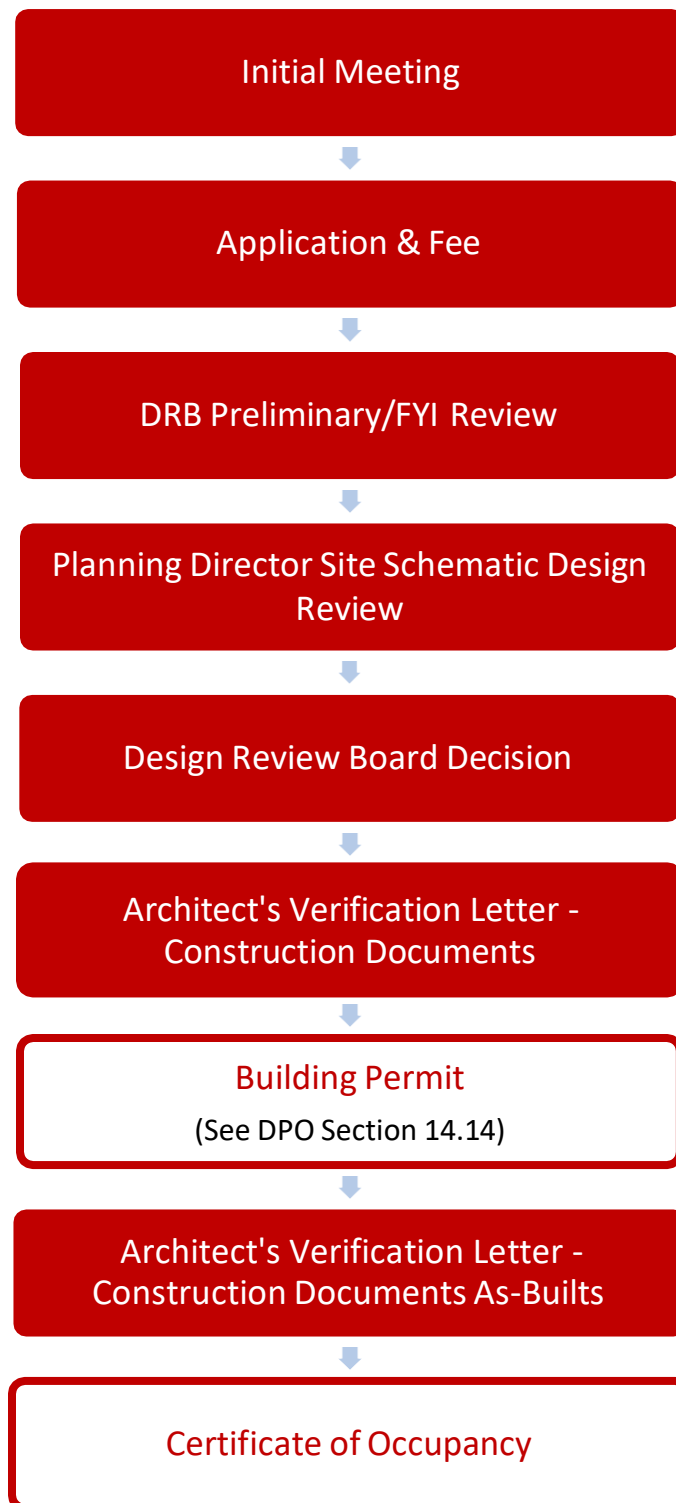 Initial Meeting
Application & Fee
DRB Preliminary/FYI Review
Planning Director Site Schematic Design
Review
Design Review Board Decision
Architect's Verification Letter -
Construction Documents
Building Permit
(See DPO Section 14.14)
Architect's Verification Letter -
Construction Documents As-Builts
Certificate of Occupancy